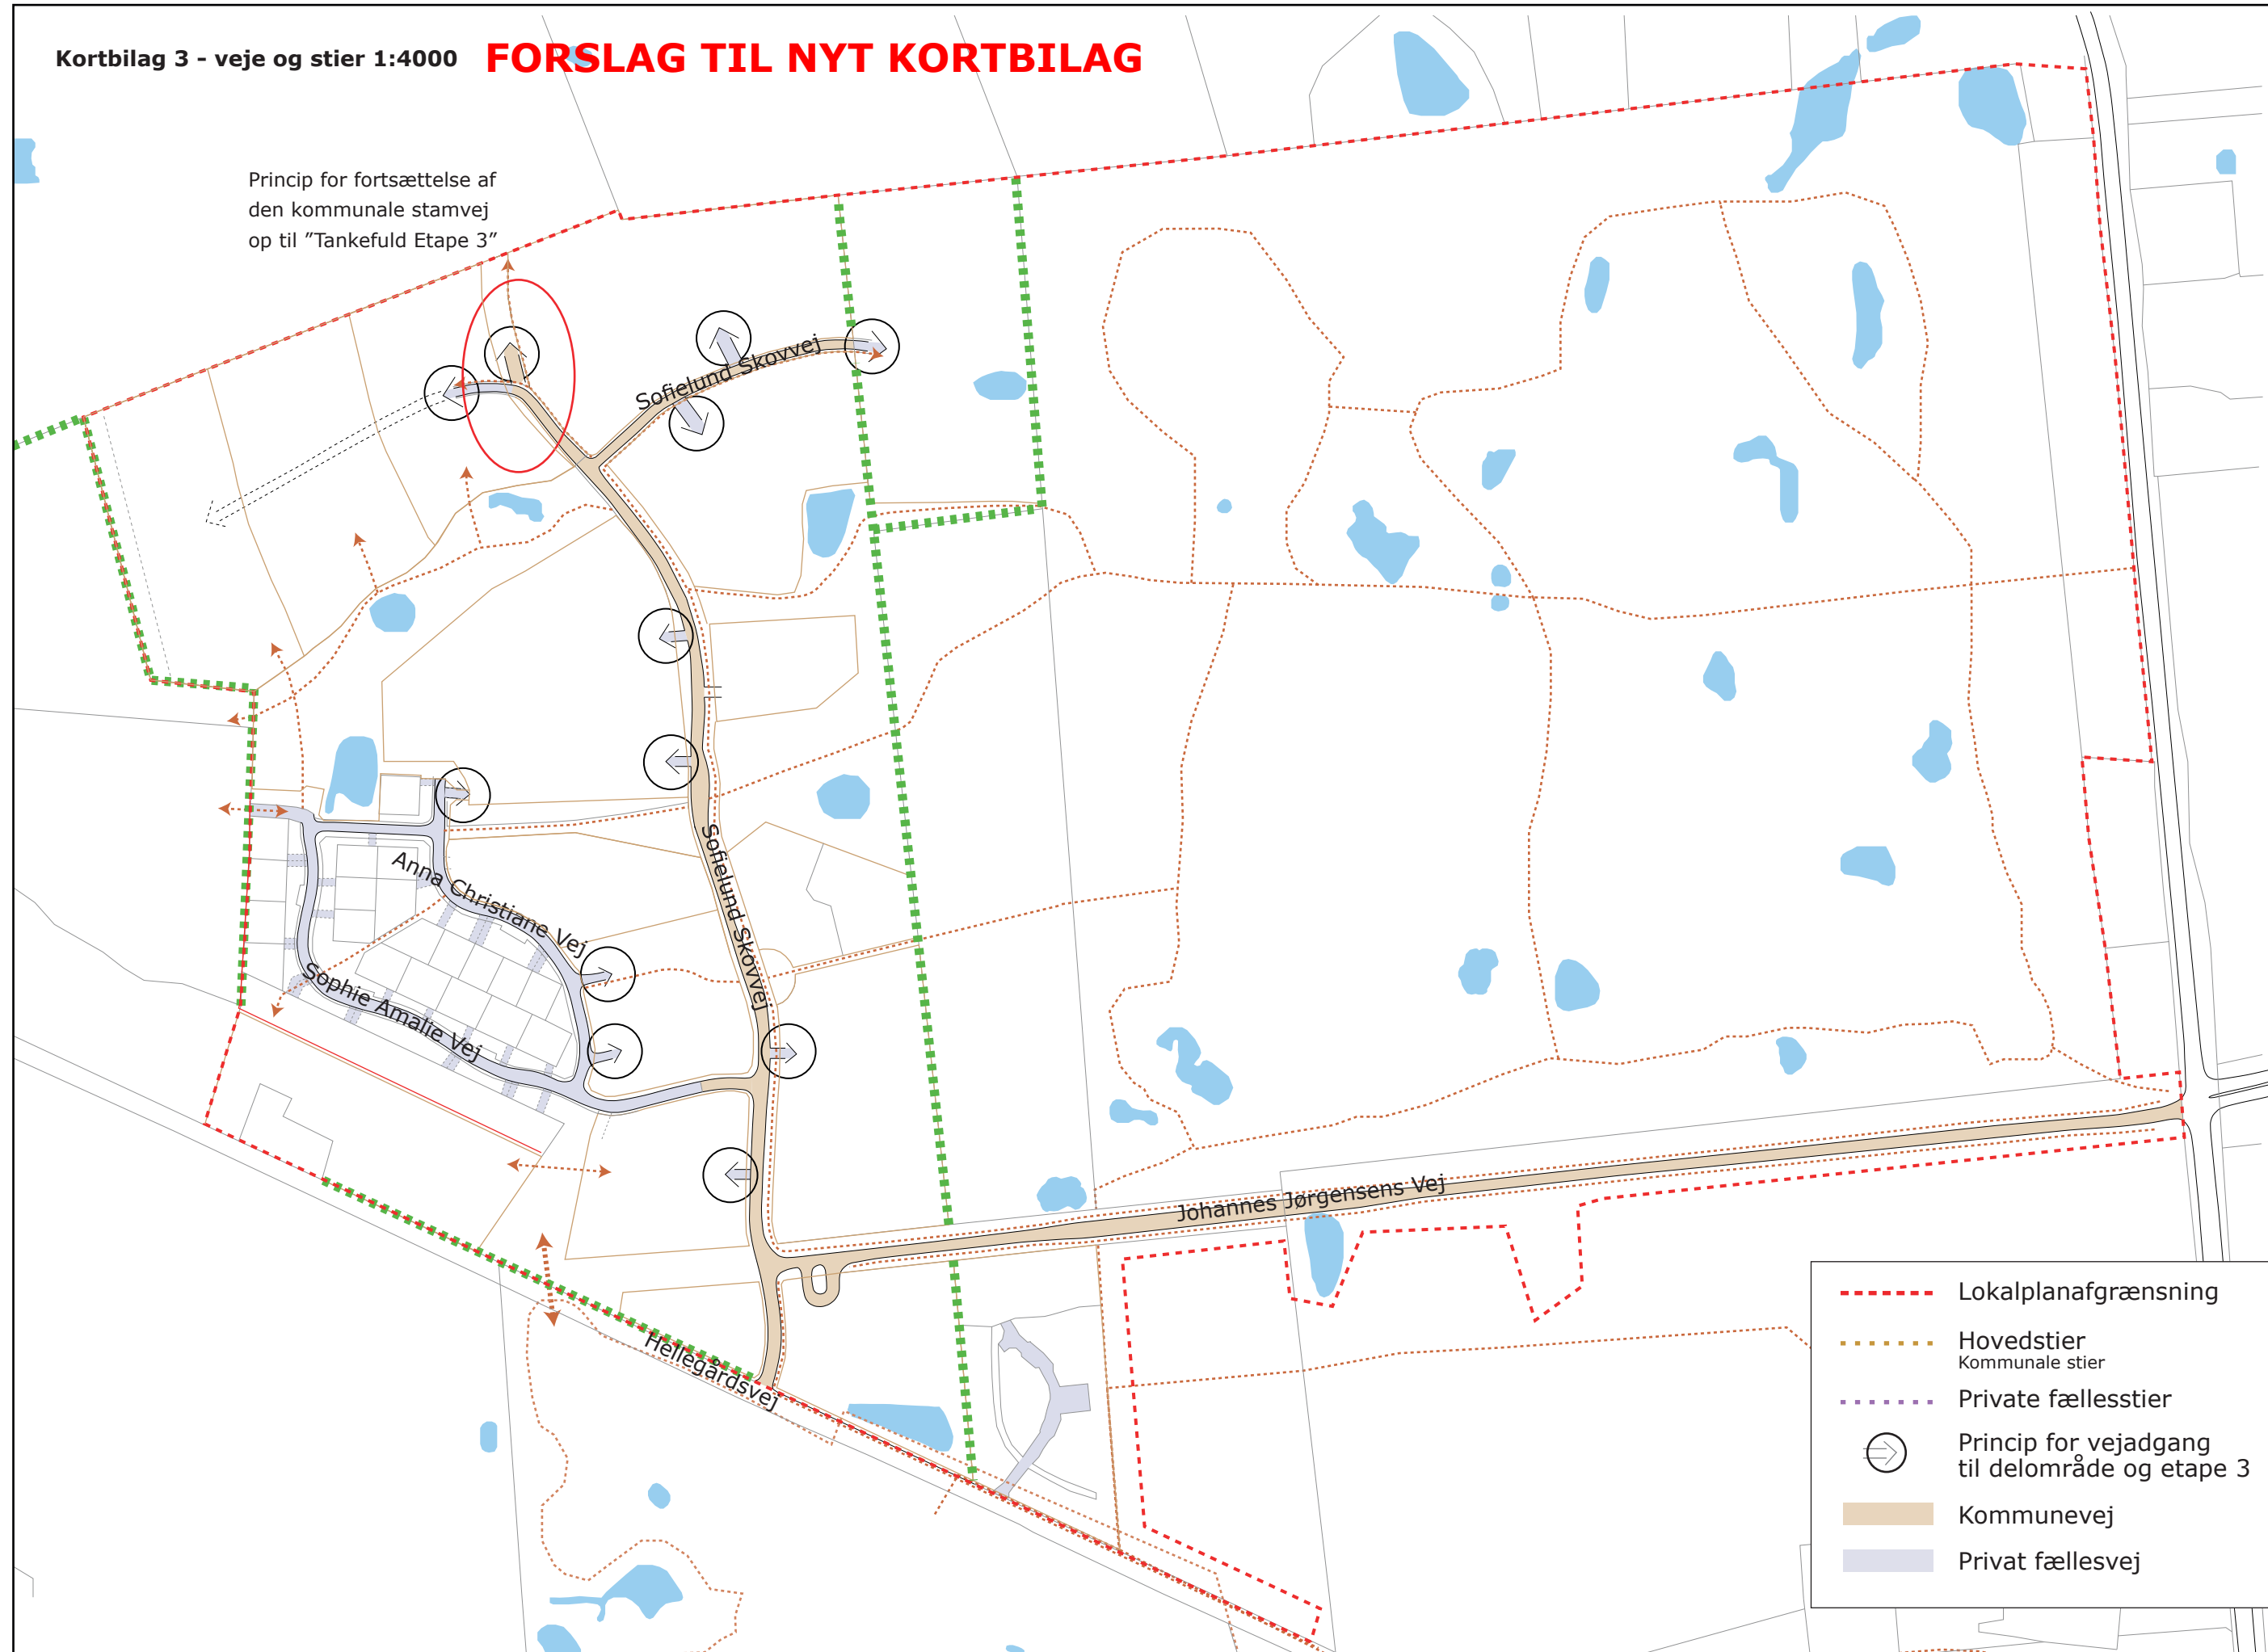 Kortbilag 3 - veje og stier 1:4000 FORSLAG TIL NYT KORTBILAG
Princip for fortsættelse af
den kommunale stamvej
op til ”Tankefuld Etape 3”
Sofielund Skovvej
Sofielund Skovvej
Anna Christiane Vej
Sophie Amalie Vej
Johannes Jørgensens Vej
Hellegårdsvej
Lokalplanafgrænsning
Hovedstier
Kommunale stier
Private fællesstier
Princip for vejadgang
til delområde og etape 3
Kommunevej
Privat fællesvej